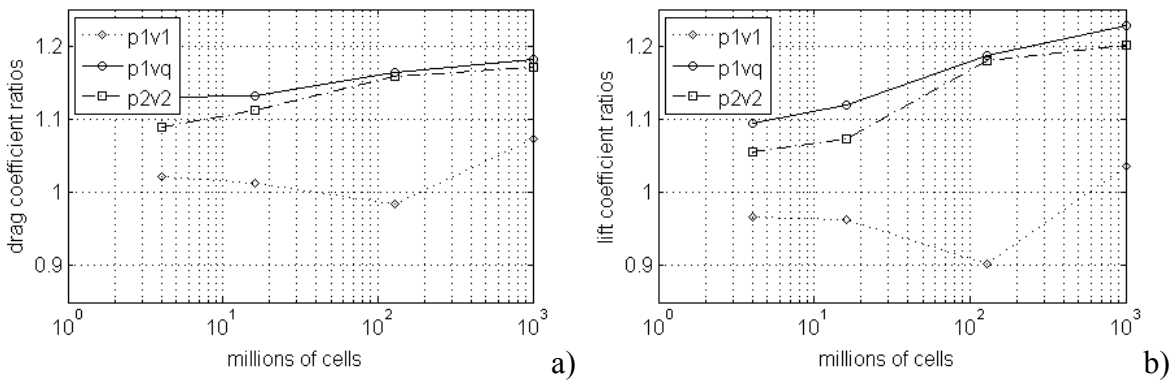 p1v1
p1vq
p2v2
1.2
1.1
1
0.9
drag coefficient ratios
10^0
10^1
10^2
10^3
millions of cells
a)
p1v1
p1vq
p2v2
1.2
1.1
1
0.9
lift coefficient ratios
10^0
10^1
10^2
10^3
millions of cells
b)